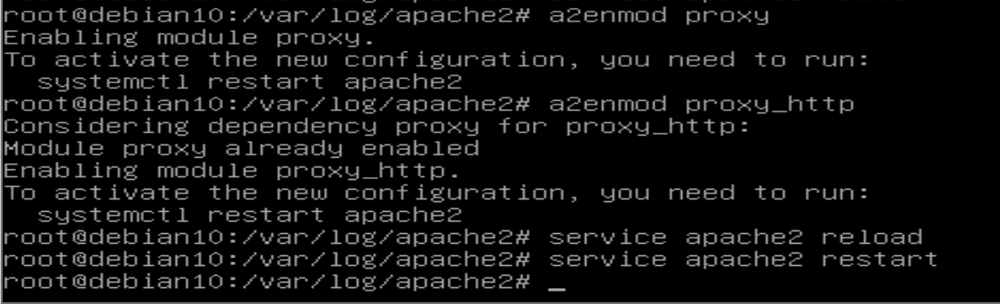 root@debian10:/var/log/apache2# a2enmod proxy
Enabling module proxy.
To activate the new configuration, you need to run:
  systemctl restart apache2
root@debian10:/var/log/apache2# a2enmod proxy_http
Considering dependency proxy for proxy_http:
Module proxy already enabled
Enabling module proxy_http.
To activate the new configuration, you need to run:
  systemctl restart apache2
root@debian10:/var/log/apache2# service apache2 reload
root@debian10:/var/log/apache2# service apache2 restart
root@debian10:/var/log/apache2# _